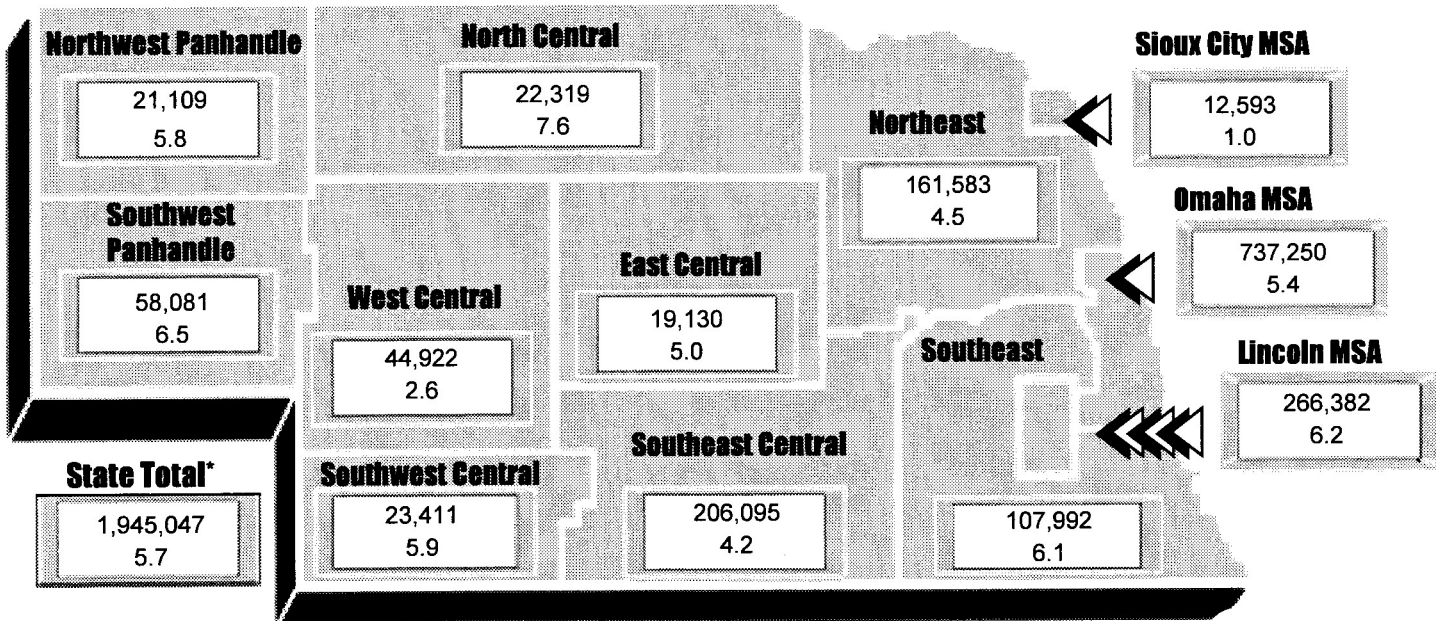 Northwest Panhandle
21,109
5.8
North Central
22,319
7.6
Sioux City MSA
12,593
1.0
Northeast
161,583
4.5
Southwest
Panhandle
58,081
6.5
West Central
44,922
2.6
East Central
19,130
5.0
Omaha MSA
737,250
5.4
Southeast
107,992
6.1
Lincoln MSA
266,382
6.2
State Total*
1,945,047
5.7
Southwest Central
23,411
5.9
Southeast Central
206,095
4.2